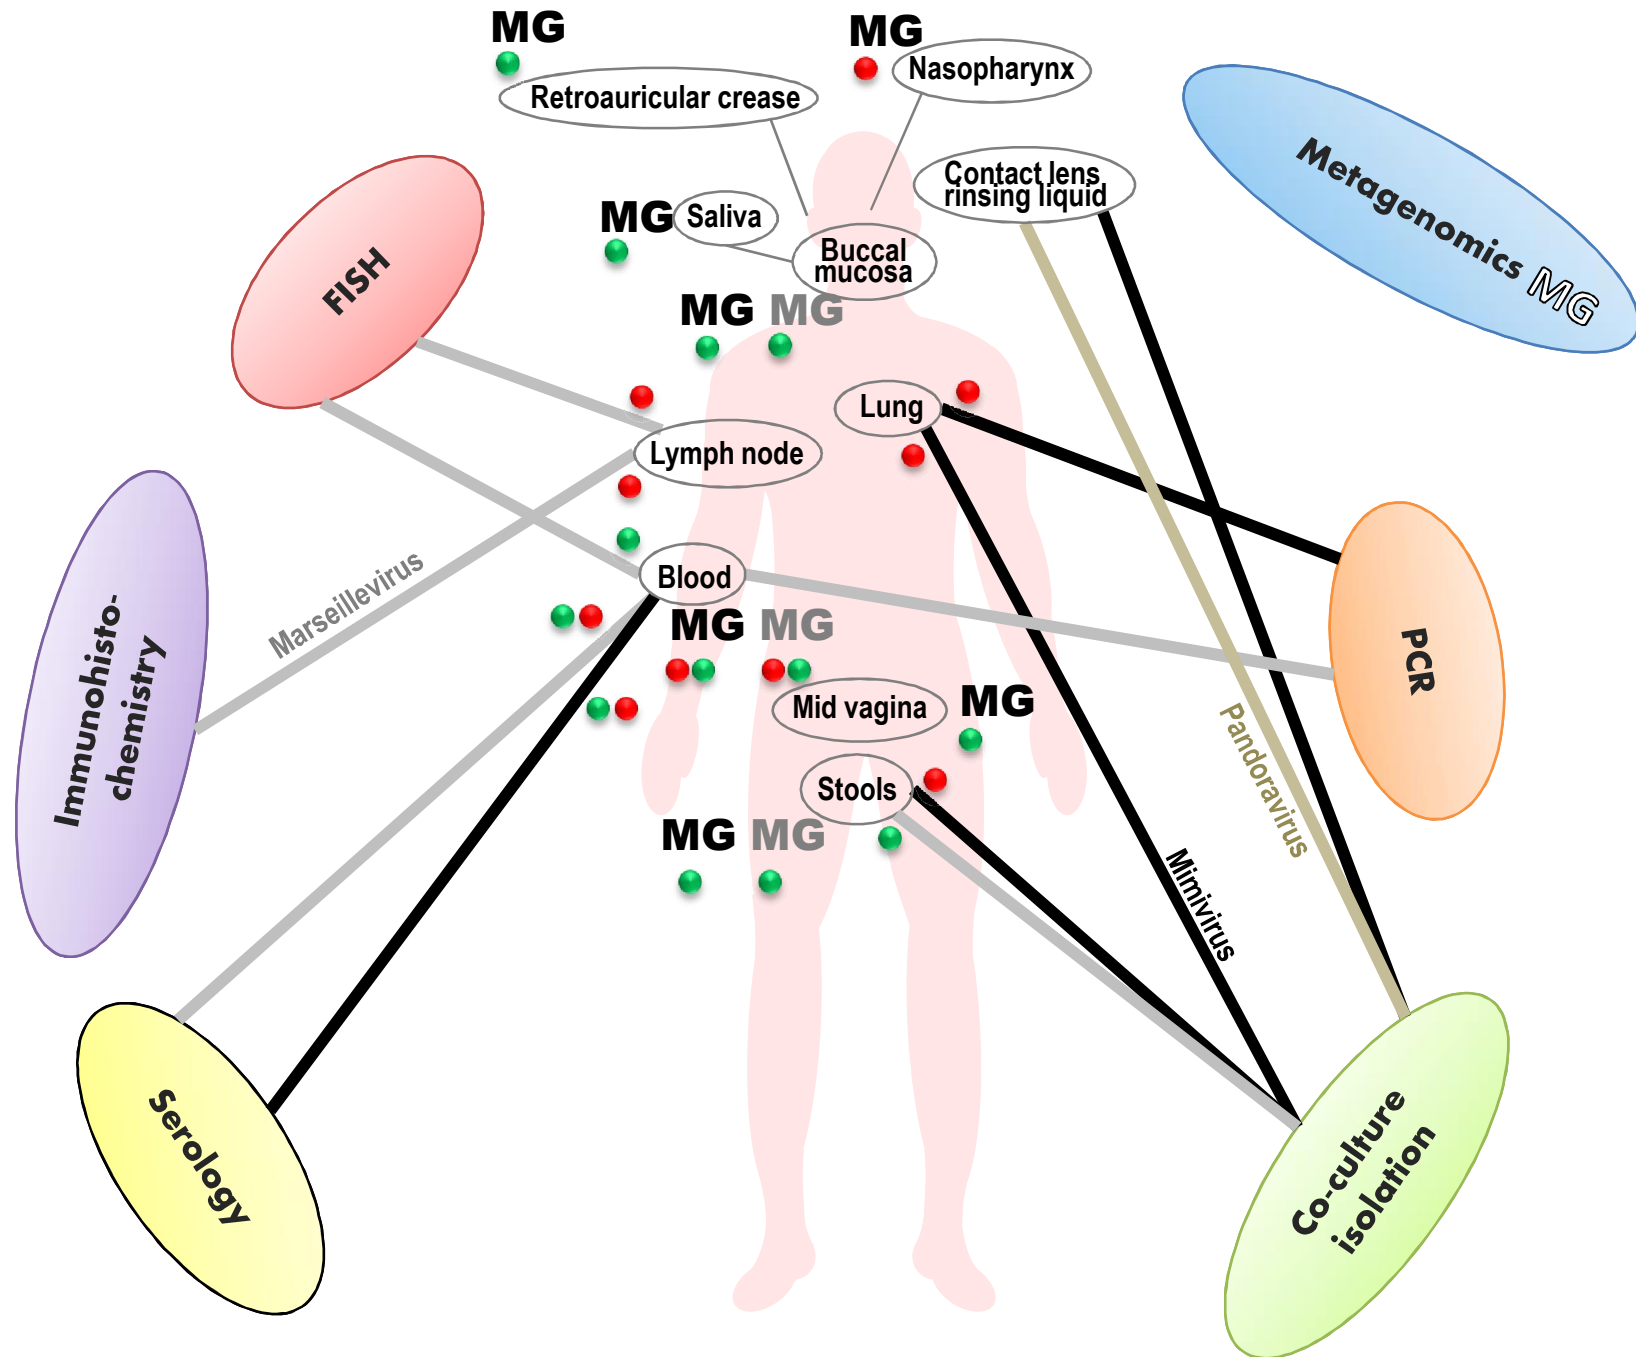 MG
MG
Nasopharynx
Retroauricular crease
Metagenomics MG
Contact lens
rinsing liquid
MG
Saliva
Buccal
mucosa
FISH
MG MG
Lung
Lymph node
Marseillevirus
Blood
Immunohisto-
chemistry
MG MG
PCR
Mid vagina
MG
Pandoravirus
Stools
MG MG
Mimivirus
Serology
Co-culture
isolation